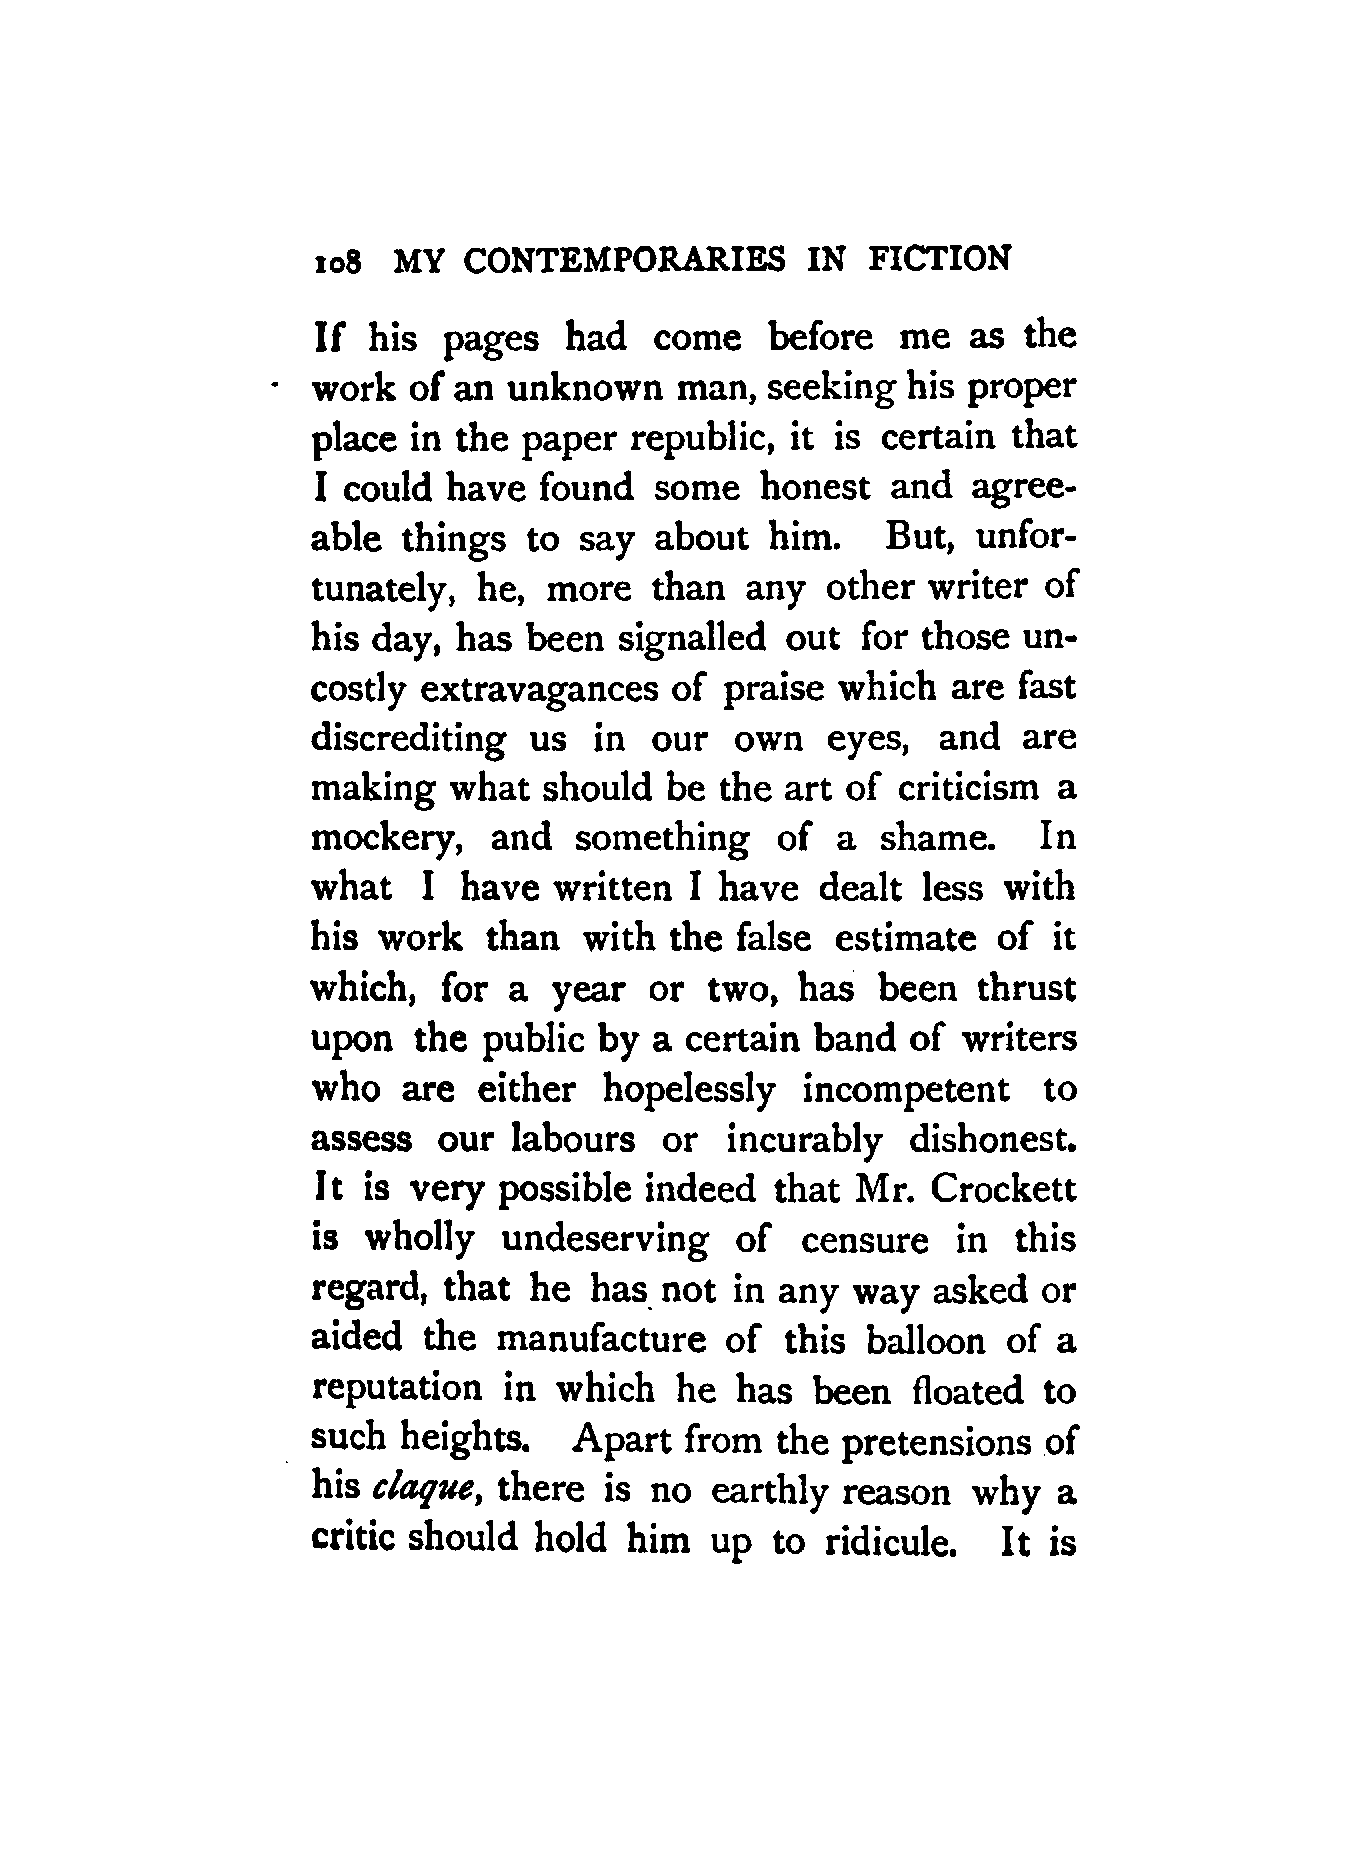 108 MY CONTEMPORARIES IN FICTION
If his pages had come before me as the
work of an unknown man, seeking his proper
place in the paper republic, it is certain that
I could have found some honest and agree-
able things to say about him. But, unfor-
tunately, he, more than any other writer of
his day, has been signalled out for those un-
costly extravagances of praise which are fast
discrediting us in our own eyes, and are
making what should be the art of criticism a
mockery, and something of a shame. In
what I have written I have dealt less with
his work than with the false estimate of it
which, for a year or two, has been thrust
upon the public by a certain band of writers
who are either hopelessly incompetent to
assess our labours or incurably dishonest.
It is very possible indeed that Mr. Crockett
is wholly undeserving of censure in this
regard, that he has not in any way asked or
aided the manufacture of this balloon of a
reputation in which he has been floated to
such heights. Apart from the pretensions of
his claque, there is no earthly reason why a
critic should hold him up to ridicule. It is